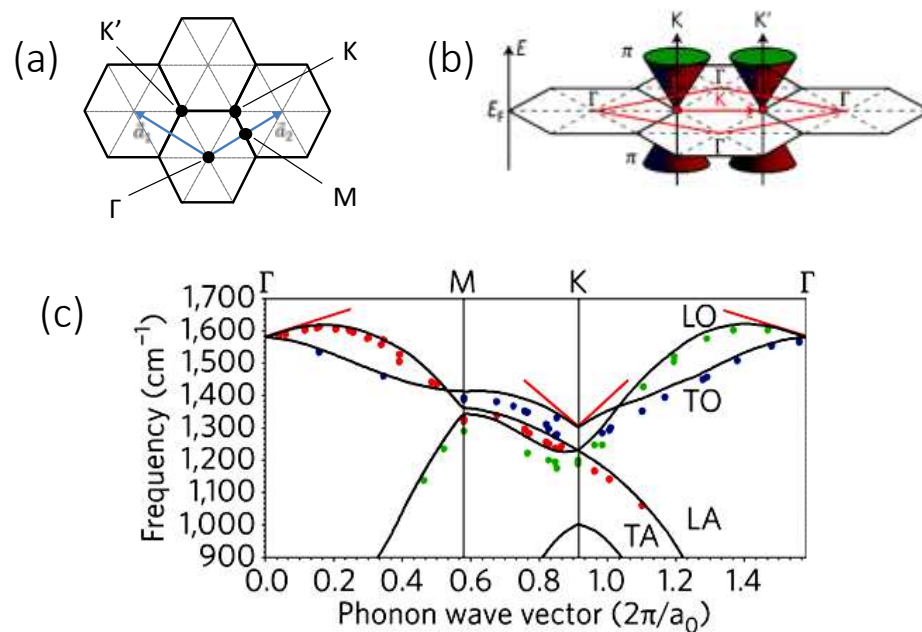 (a)
K’
K
a⃗₁
a⃗₂
Γ
M
(b)
E
K
K’
π
Γ
Γ
Γ
K
E_F
π
Γ
(c)
Γ
M
K
Γ
Frequency (cm⁻¹)
1,700
1,600
1,500
1,400
1,300
1,200
1,100
1,000
900
LO
TO
LA
TA
0.0 0.2 0.4 0.6 0.8 1.0 1.2 1.4
Phonon wave vector (2π/a₀)